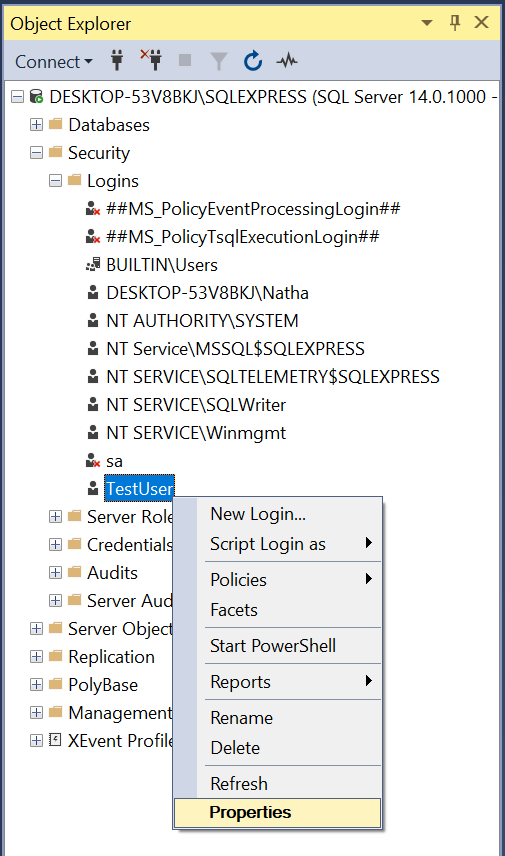 Object Explorer
Connect
DESKTOP-53V8BKJ\SQLEXPRESS (SQL Server 14.0.1000 -
Databases
Security
Logins
##MS_PolicyEventProcessingLogin##
##MS_PolicyTsqlExecutionLogin##
BUILTIN\Users
DESKTOP-53V8BKJ\Natha
NT AUTHORITY\SYSTEM
NT Service\MSSQL$SQLEXPRESS
NT SERVICE\SQLTELEMETRY$SQLEXPRESS
NT SERVICE\SQLWriter
NT SERVICE\Winmgmt
sa
TestUser
Server Role
Credentials
Audits
Server Aud
Server Object
Replication
PolyBase
Management
XEvent Profile
New Login...
Script Login as
Policies
Facets
Start PowerShell
Reports
Rename
Delete
Refresh
Properties